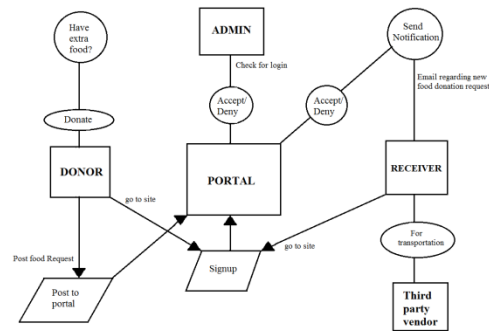 Have
extra
food?
ADMIN
Send
Notification
Check for login
Email regarding new
food donation request
Accept/
Deny
Accept/
Deny
Donate
DONOR
PORTAL
RECEIVER
go to site
go to site
For
transportation
Post food Request
Signup
Post to
portal
Third
party
vendor